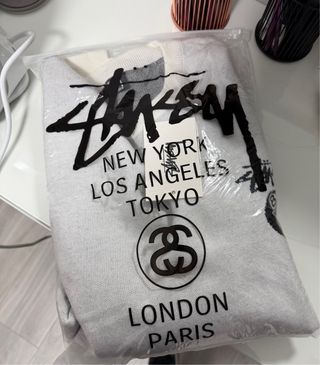 Stüssy
NEW YORK
LOS ANGELES
TOKYO
LONDON
PARIS